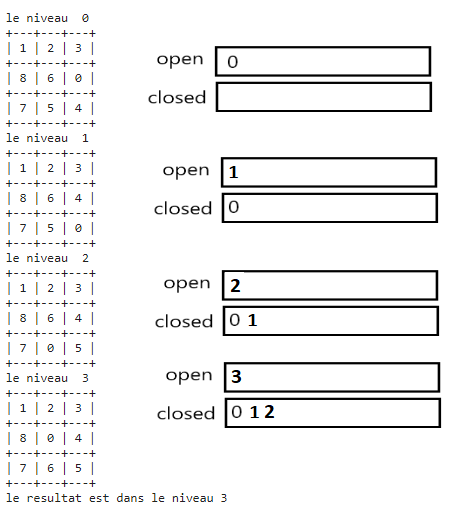 le niveau 0
+---+---+---+
| 1 | 2 | 3 |
+---+---+---+
| 8 | 6 | 0 |
+---+---+---+
| 7 | 5 | 4 |
+---+---+---+
open 0
closed
le niveau 1
+---+---+---+
| 1 | 2 | 3 |
+---+---+---+
| 8 | 6 | 4 |
+---+---+---+
| 7 | 5 | 0 |
+---+---+---+
open 1
closed 0
le niveau 2
+---+---+---+
| 1 | 2 | 3 |
+---+---+---+
| 8 | 6 | 4 |
+---+---+---+
| 7 | 0 | 5 |
+---+---+---+
open 2
closed 0 1
le niveau 3
+---+---+---+
| 1 | 2 | 3 |
+---+---+---+
| 8 | 0 | 4 |
+---+---+---+
| 7 | 6 | 5 |
+---+---+---+
open 3
closed 0 1 2
le resultat est dans le niveau 3